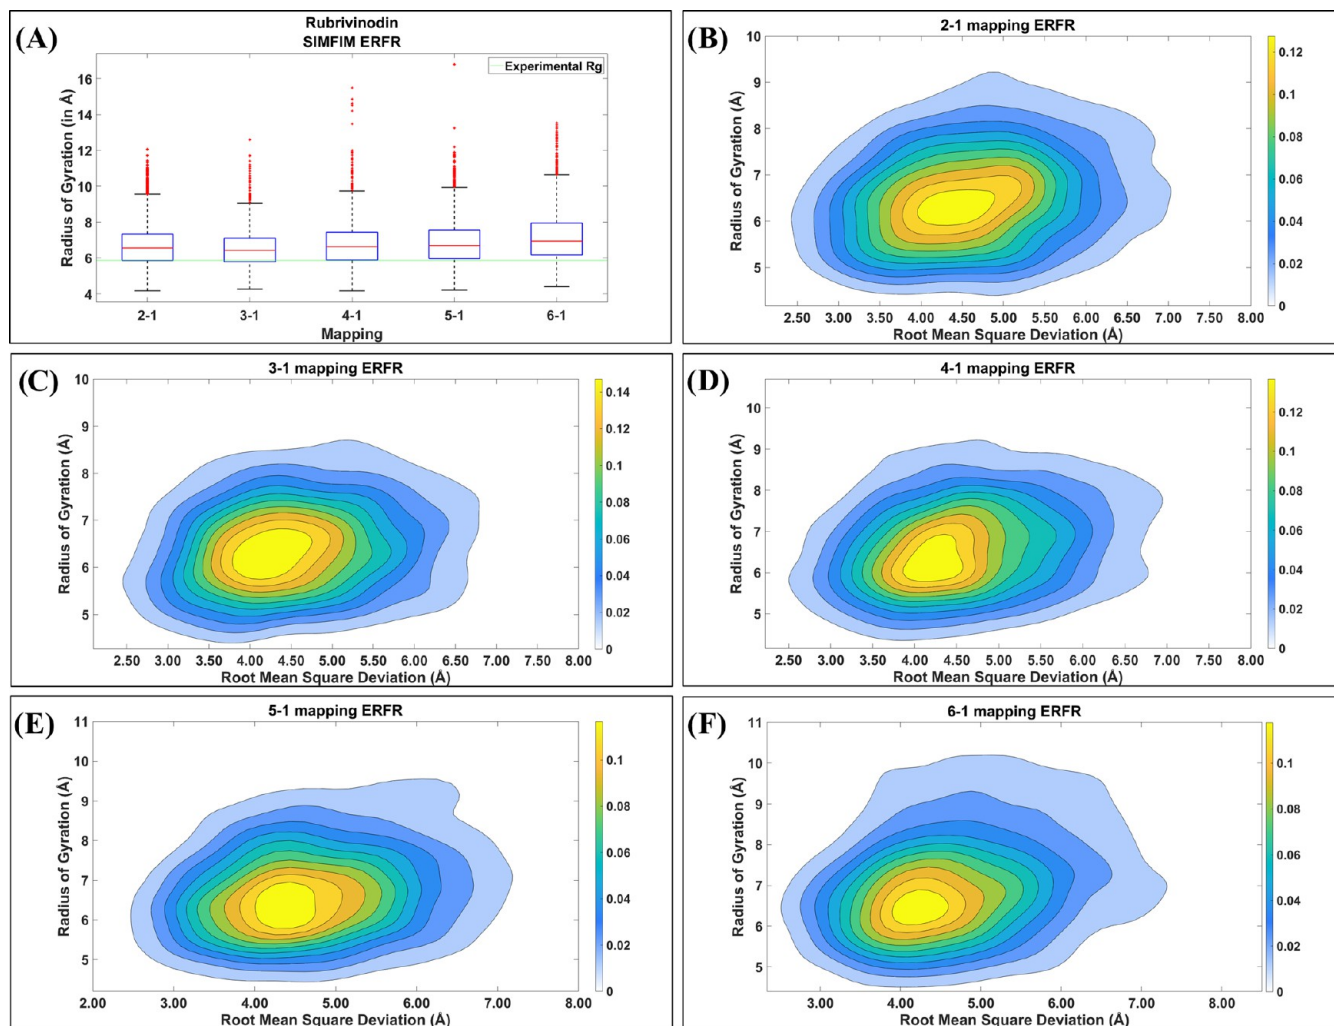 (A)
Rubrivinodin
SIMFIM ERFR
Experimental Rg
Radius of Gyration (in Å)
16
14
12
10
8
6
4
2-1 3-1 4-1 5-1 6-1
Mapping
(B)
2-1 mapping ERFR
Radius of Gyration (Å)
10
9
8
7
6
5
2.50 3.00 3.50 4.00 4.50 5.00 5.50 6.00 6.50 7.00 8.00
Root Mean Square Deviation (Å)
0.12
0.1
0.08
0.06
0.04
0.02
0
(C)
3-1 mapping ERFR
Radius of Gyration (Å)
10
9
8
7
6
5
2.50 3.00 3.50 4.00 4.50 5.00 5.50 6.00 6.50 7.00 8.00
Root Mean Square Deviation (Å)
0.14
0.12
0.1
0.08
0.06
0.04
0.02
0
(D)
4-1 mapping ERFR
Radius of Gyration (Å)
10
9
8
7
6
5
2.50 3.00 3.50 4.00 4.50 5.00 5.50 6.00 6.50 7.00 8.00
Root Mean Square Deviation (Å)
0.12
0.1
0.08
0.06
0.04
0.02
0
(E)
5-1 mapping ERFR
Radius of Gyration (Å)
11
10
9
8
7
6
5
2.00 3.00 4.00 5.00 6.00 7.00 8.00
Root Mean Square Deviation (Å)
0.1
0.08
0.06
0.04
0.02
0
(F)
6-1 mapping ERFR
Radius of Gyration (Å)
11
10
9
8
7
6
5
3.00 4.00 5.00 6.00 7.00 8.00
Root Mean Square Deviation (Å)
0.1
0.08
0.06
0.04
0.02
0